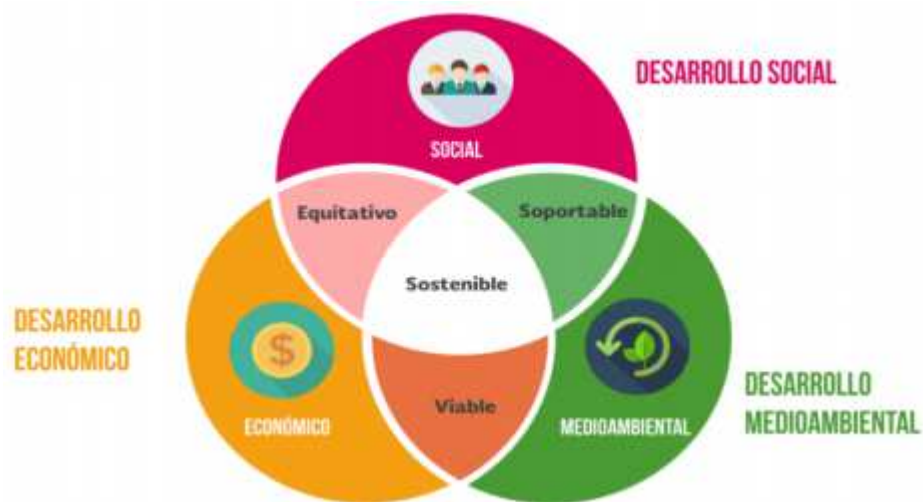 DESARROLLO SOCIAL
SOCIAL
Equitativo
Soportable
Sostenible
DESARROLLO
ECONÓMICO
$
Viable
ECONÓMICO
MEDIOAMBIENTAL
DESARROLLO
MEDIOAMBIENTAL